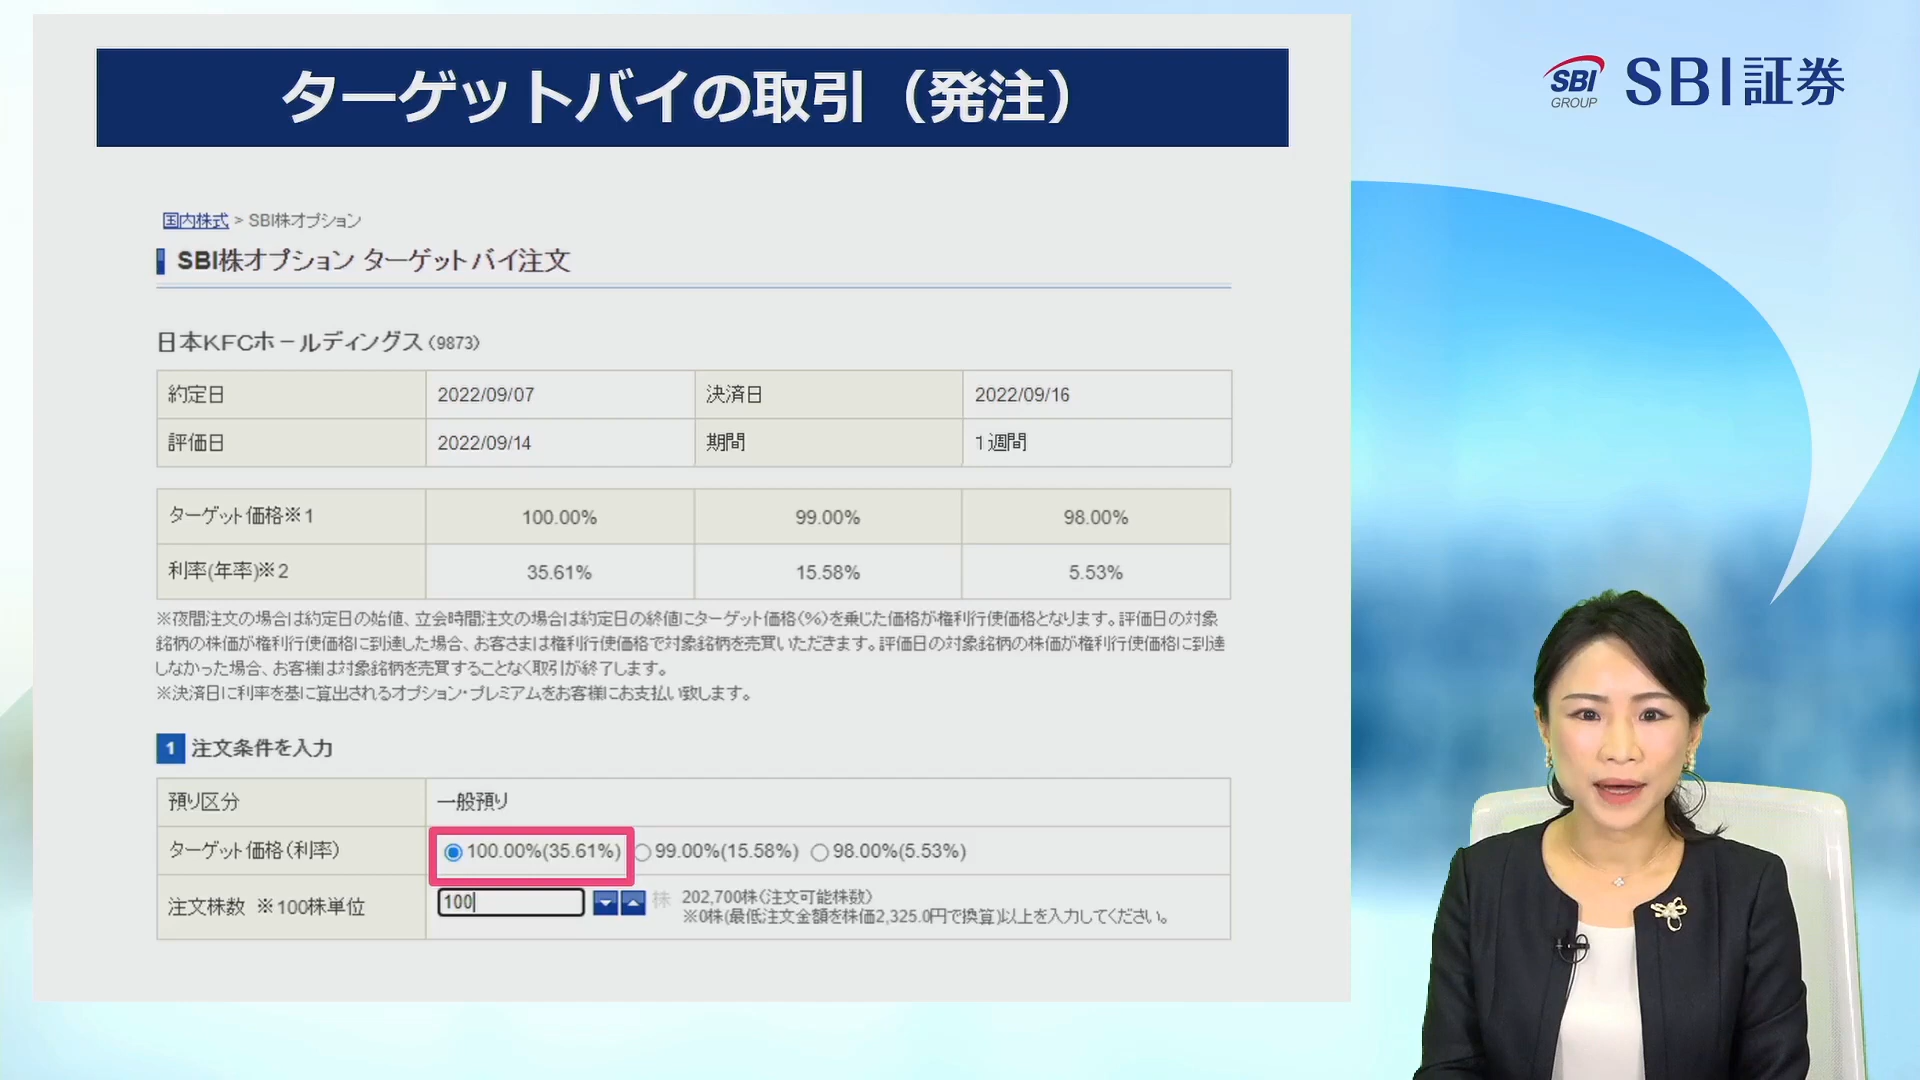 ターゲットバイの取引（発注）
SBI GROUP SBI証券
国内株式 > SBI株オプション
SBI株オプション ターゲットバイ注文
日本KFCホールディングス（9873）
約定日 2022/09/07 決済日 2022/09/16
評価日 2022/09/14 期間 1週間
ターゲット価格※1 100.00% 99.00% 98.00%
利率(年率)※2 35.61% 15.58% 5.53%
※夜間注文の場合は約定日の始値、立会時間注文の場合は約定日の終値にターゲット価格(%)を乗じた価格が権利行使価格となります。評価日の対象
銘柄の株価が権利行使価格に到達した場合、お客さまは権利行使価格で対象銘柄を売買いただきます。評価日の対象銘柄の株価が権利行使価格に到達
しなかった場合、お客様は対象銘柄を売買することなく取引が終了します。
※決済日に利率を基に算出されるオプション・プレミアムをお客様にお支払い致します。
1 注文条件を入力
預り区分 一般預り
ターゲット価格(利率) 100.00%(35.61%) 99.00%(15.58%) 98.00%(5.53%)
注文株数 ※100株単位 100 株 202,700株(注文可能株数)
※0株(最低注文金額を株価2,325.0円で換算)以上を入力してください。